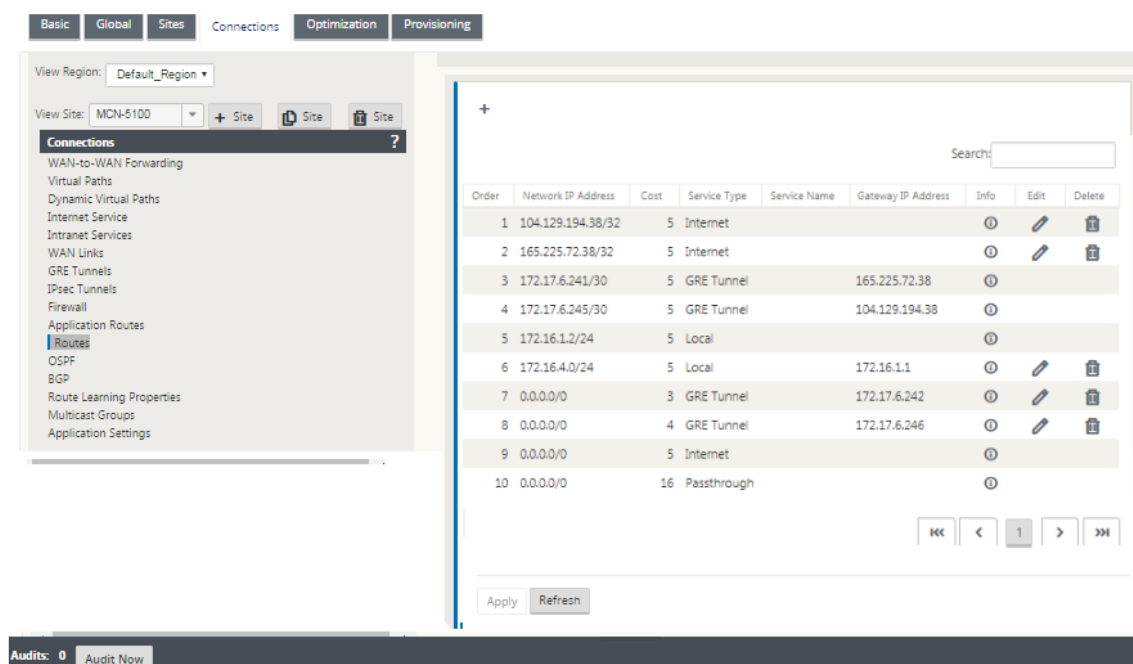 Basic Global Sites Connections Optimization Provisioning
View Region: Default_Region
View Site: MCN-5100 + Site Site Site
Connections ?
WAN-to-WAN Forwarding
Virtual Paths
Dynamic Virtual Paths
Internet Service
Intranet Services
WAN Links
GRE Tunnels
IPsec Tunnels
Firewall
Application Routes
Routes
OSPF
BGP
Route Learning Properties
Multicast Groups
Application Settings
+
Search:
Order Network IP Address Cost Service Type Service Name Gateway IP Address Info Edit Delete
1 104.129.194.38/32 5 Internet
2 165.225.72.38/32 5 Internet
3 172.17.6.241/30 5 GRE Tunnel 165.225.72.38
4 172.17.6.245/30 5 GRE Tunnel 104.129.194.38
5 172.16.1.2/24 5 Local
6 172.16.4.0/24 5 Local 172.16.1.1
7 0.0.0.0/0 3 GRE Tunnel 172.17.6.242
8 0.0.0.0/0 4 GRE Tunnel 172.17.6.246
9 0.0.0.0/0 5 Internet
10 0.0.0.0/0 16 Passthrough
1
Apply Refresh
Audits: 0 Audit Now